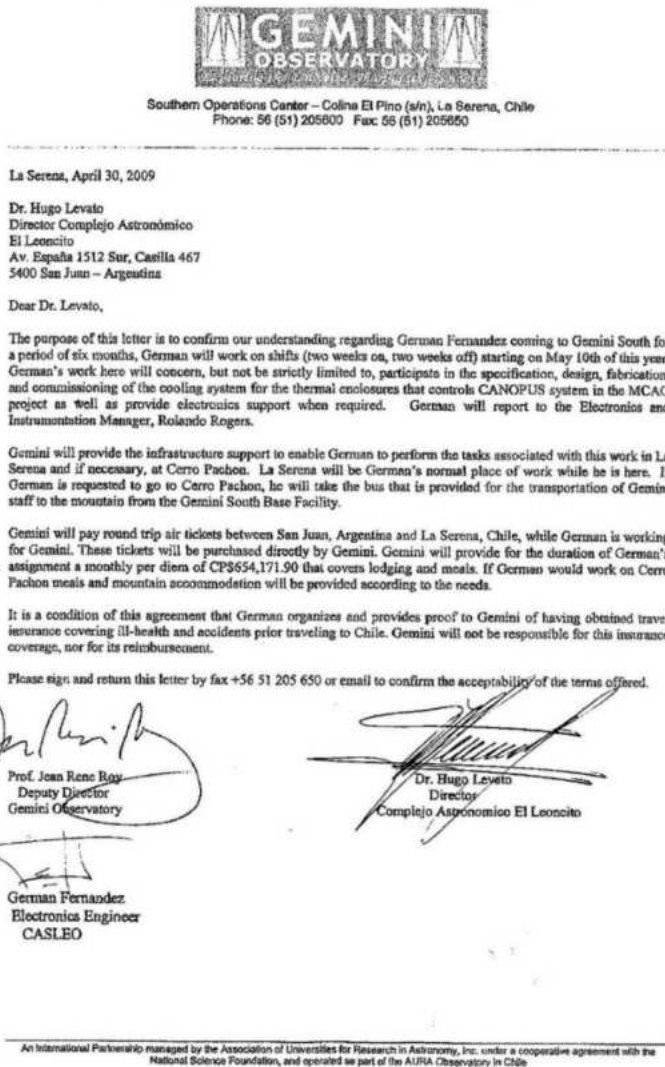 GEMINI
OBSERVATORY
Southern Operations Center – Colina El Pino (s/n), La Serena, Chile
Phone: 56 (51) 205600 Fax: 56 (51) 205650
La Serena, April 30, 2009
Dr. Hugo Levato
Director Complejo Astronómico
El Leoncito
Av. España 1512 Sur, Casilla 467
5400 San Juan – Argentina
Dear Dr. Levato,
The purpose of this letter is to confirm our understanding regarding German Fernandez coming to Gemini South fo
a period of six months, German will work on shifts (two weeks on, two weeks off) starting on May 10th of this year
German's work here will concern, but not be strictly limited to, participate in the specification, design, fabrication
and commissioning of the cooling system for the thermal enclosures that controls CANOPUS system in the MCAO
project as well as provide electronics support when required. German will report to the Electronics and
Instrumentation Manager, Rolando Rogers.
Gemini will provide the infrastructure support to enable German to perform the tasks associated with this work in La
Serena and if necessary, at Cerro Pachon. La Serena will be German's normal place of work while he is here. I
German is requested to go to Cerro Pachon, he will take the bus that is provided for the transportation of Gemin
staff to the mountain from the Gemini South Base Facility.
Gemini will pay round trip air tickets between San Juan, Argentina and La Serena, Chile, while German is working
for Gemini. These tickets will be purchased directly by Gemini. Gemini will provide for the duration of German'
assignment a monthly per diem of CP$654,171.90 that covers lodging and meals. If German would work on Cerro
Pachon meals and mountain accommodation will be provided according to the needs.
It is a condition of this agreement that German organizes and provides proof to Gemini of having obtained trave
insurance covering ill-health and accidents prior traveling to Chile. Gemini will not be responsible for this insurance
coverage, nor for its reimbursement.
Please sign and return this letter by fax +56 51 205 650 or email to confirm the acceptability of the terms offered.
Prof. Jean Rene Roy
Deputy Director
Gemini Observatory
Dr. Hugo Levato
Director
Complejo Astronomico El Leoncito
German Fernandez
Electronics Engineer
CASLEO
An International Partnership managed by the Association of Universities for Research in Astronomy, Inc. under a cooperative agreement with the
National Science Foundation, and operated as part of the AURA Observatory in Chile